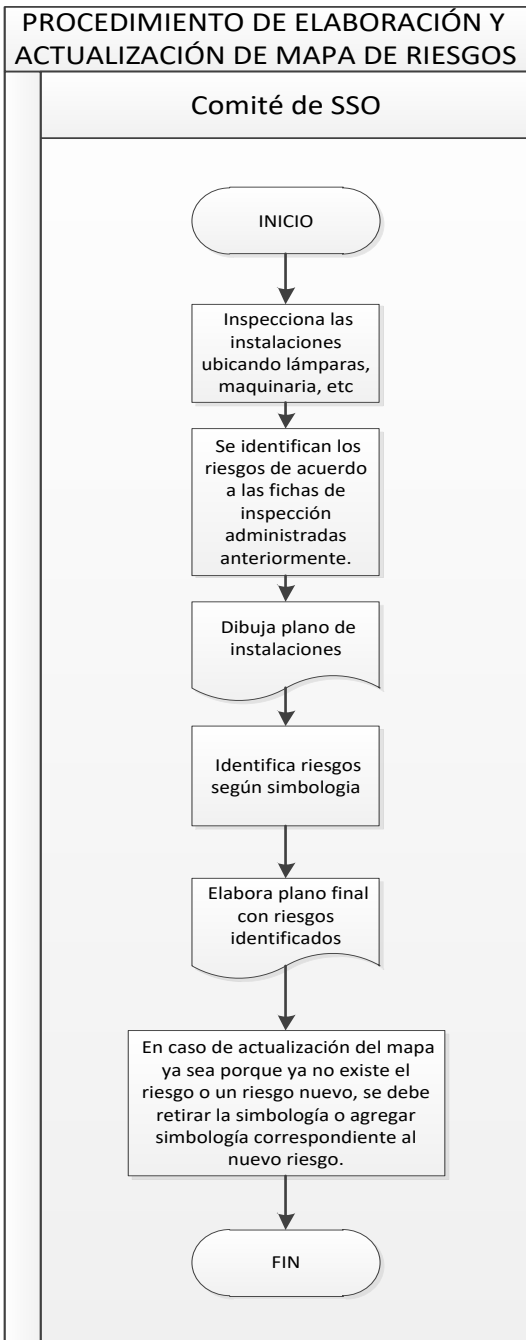 PROCEDIMIENTO DE ELABORACIÓN Y
ACTUALIZACIÓN DE MAPA DE RIESGOS
Comité de SSO
INICIO
Inspecciona las
instalaciones
ubicando lámparas,
maquinaria, etc
Se identifican los
riesgos de acuerdo
a las fichas de
inspección
administradas
anteriormente.
Dibuja plano de
instalaciones
Identifica riesgos
según simbologia
Elabora plano final
con riesgos
identificados
En caso de actualización del mapa
ya sea porque ya no existe el
riesgo o un riesgo nuevo, se debe
retirar la simbología o agregar
simbología correspondiente al
nuevo riesgo.
FIN